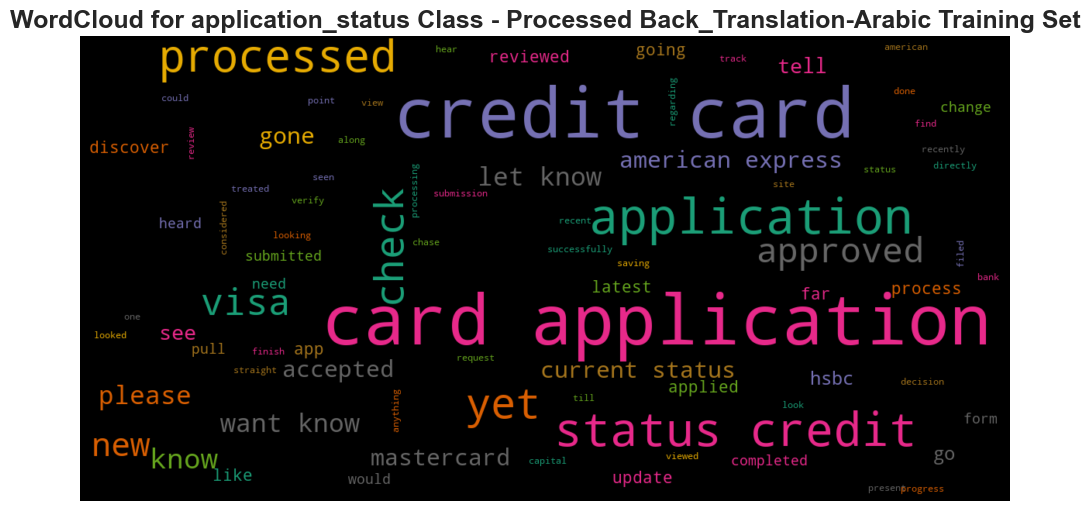 WordCloud for application_status Class - Processed Back_Translation-Arabic Training Set
processed
hear
reviewed
going
track
tell
american
could
point
view
credit card
regarding
done
change
find
discover
review
gone
along
american express
recently
directly
status
let know
site
treated
seen
verify
processing
submission
check
heard
considered
looking
chase
recent
application
successfully
approved
filed
submitted
saving
bank
need
visa
latest
far
process
card application
one
looked
see
pull
finish
app
request
straight
accepted
current status
hsbc
decision
applied
please
anything
yet
till
look
want know
status credit
form
new
know
mastercard
capital
viewed
completed
go
like
would
update
present
progress